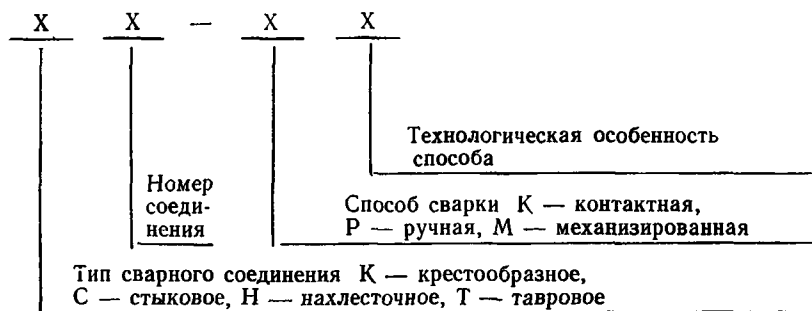 Х Х — Х Х
Технологическая особенность
способа
Номер
соеди-
нения
Способ сварки К — контактная,
Р — ручная, М — механизированная
Тип сварного соединения К — крестообразное,
С — стыковое, Н — нахлесточное, Т — тавровое